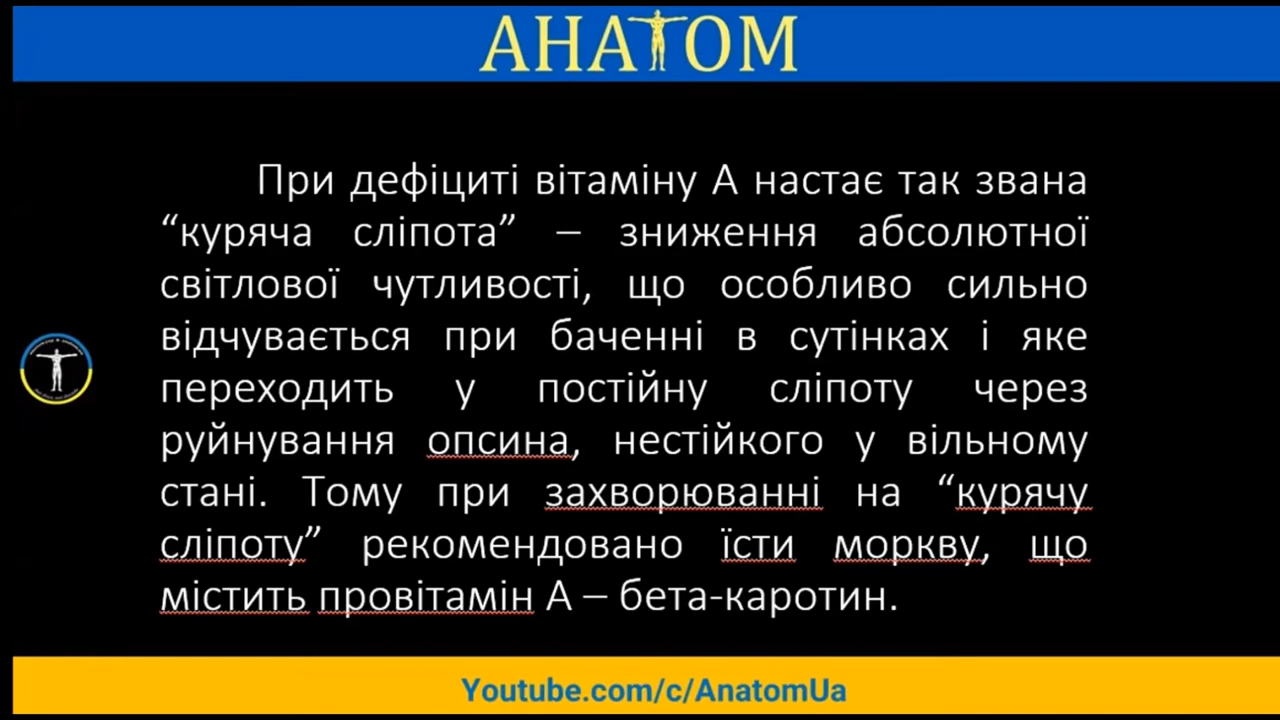 АНАТОМ
При дефіциті вітаміну А настає так звана
“куряча сліпота” – зниження абсолютної
світлової чутливості, що особливо сильно
відчувається при баченні в сутінках і яке
переходить у постійну сліпоту через
руйнування опсина, нестійкого у вільному
стані. Тому при захворюванні на “курячу
сліпоту” рекомендовано їсти моркву, що
містить провітамін А – бета-каротин.
Youtube.com/c/AnatomUa